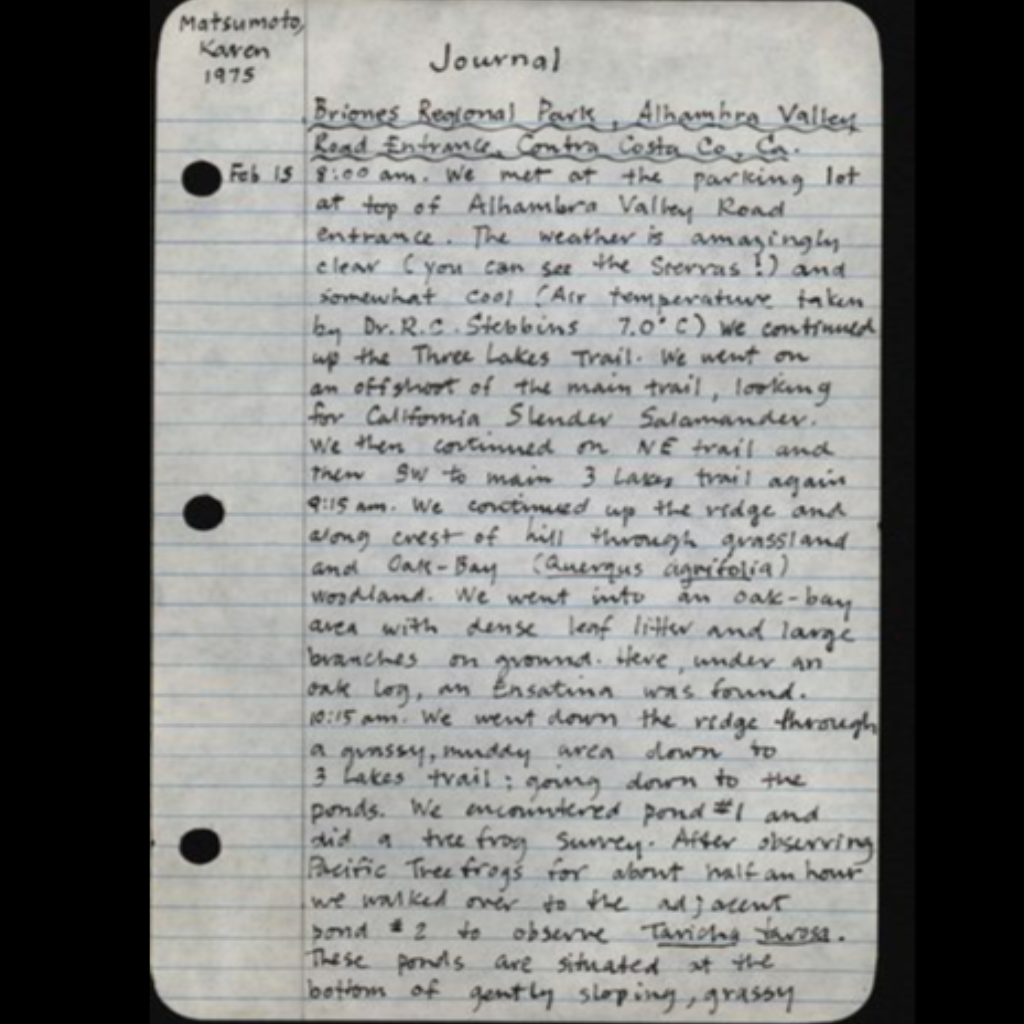 Matsumoto,
Karen
1975
Journal
Briones Regional Park, Alhambra Valley
Road Entrance, Contra Costa Co, Ca.
Feb 15 8:00 am. We met at the parking lot
at top of Alhambra Valley Road
entrance. The weather is amazingly
clear (you can see the Sierras!) and
somewhat cool (Air temperature taken
by Dr. R.C. Stebbins 7.0° C) We continued
up the Three Lakes Trail. We went on
an offshoot of the main trail, looking
for California Slender Salamander.
We then continued on NE trail and
then SW to main 3 Lakes trail again
9:15 am. We continued up the ridge and
along crest of hill through grassland
and Oak-Bay (Querqus agrifolia)
woodland. We went into an oak-bay
area with dense leaf litter and large
branches on ground. Here, under an
oak log, an Ensatina was found.
10:15 am. We went down the ridge through
a grassy, muddy area down to
3 Lakes trail: going down to the
ponds. We encountered pond #1 and
did a tree frog survey. After observing
Pacific Treefrogs for about half an hour
we walked over to the adjacent
pond #2 to observe Taricha tarosa.
These ponds are situated at the
bottom of gently sloping, grassy